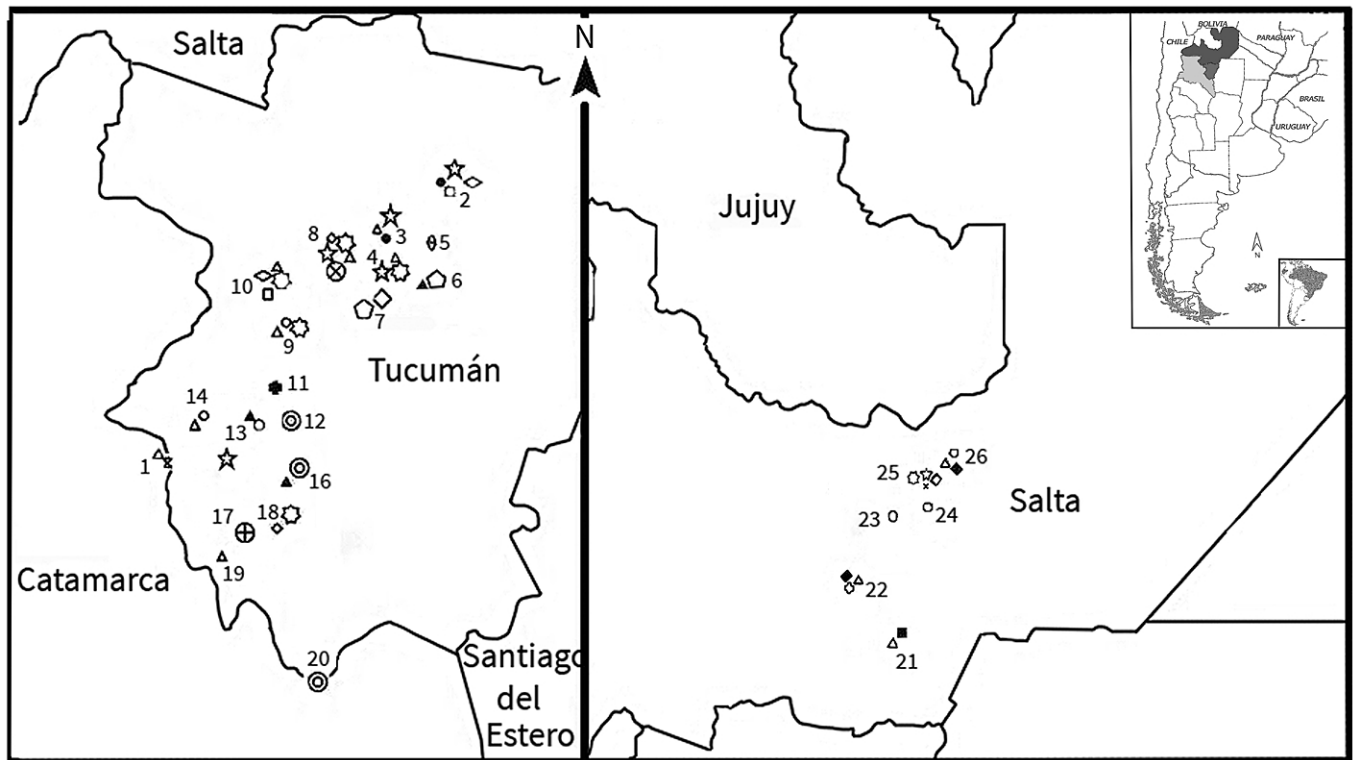 Salta
N
BOLIVIA
CHILE
PARAGUAY
BRASIL
URUGUAY
N
2
Jujuy
8
3
5
4
6
10
7
9
Tucumán
11
14
12
13
1
16
17
18
19
Catamarca
20
Santiago
del
Estero
26
25
Salta
23
24
22
21